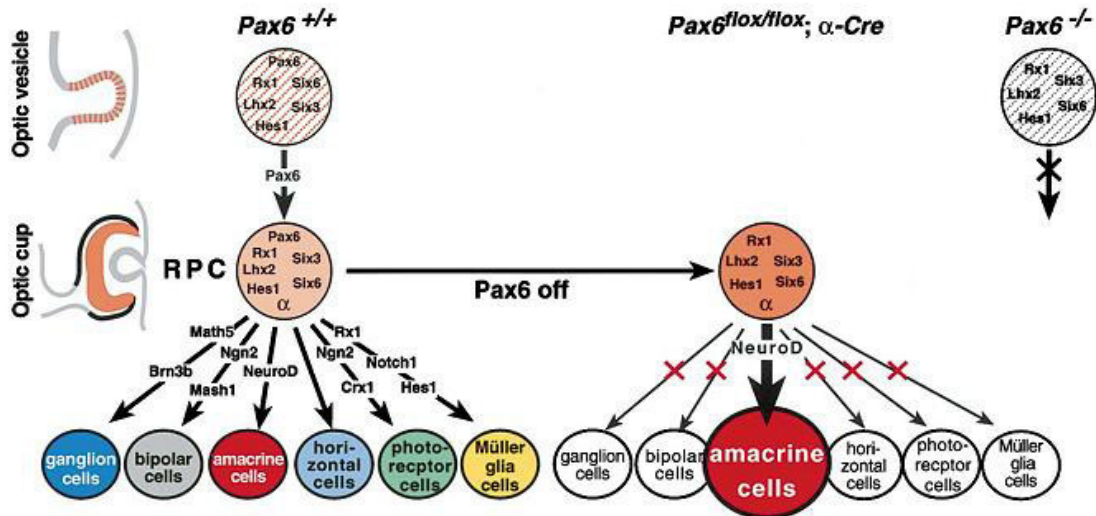 Pax6 +/+
Pax6flox/flox; α-Cre
Pax6 -/-
Optic vesicle
Pax6
Rx1 Six6
Lhx2 Six3
Hes1
Rx1
Six3
Lhx2
Six6
Hes1
Pax6
Optic cup
RPC
Pax6
Rx1 Six3
Lhx2
Six6
Hes1
α
Pax6 off
Rx1
Lhx2 Six3
Hes1 Six6
α
Math5
Brn3b
Ngn2
Mash1
NeuroD
Ngn2
Crx1
Rx1
Notch1
Hes1
NeuroD
ganglion
cells
bipolar
cells
amacrine
cells
hori-
zontal
cells
photo-
recptor
cells
Müller
glia
cells
ganglion
cells
bipolar
cells
amacrine
cells
hori-
zontal
cells
photo-
recptor
cells
Müller
glia
cells